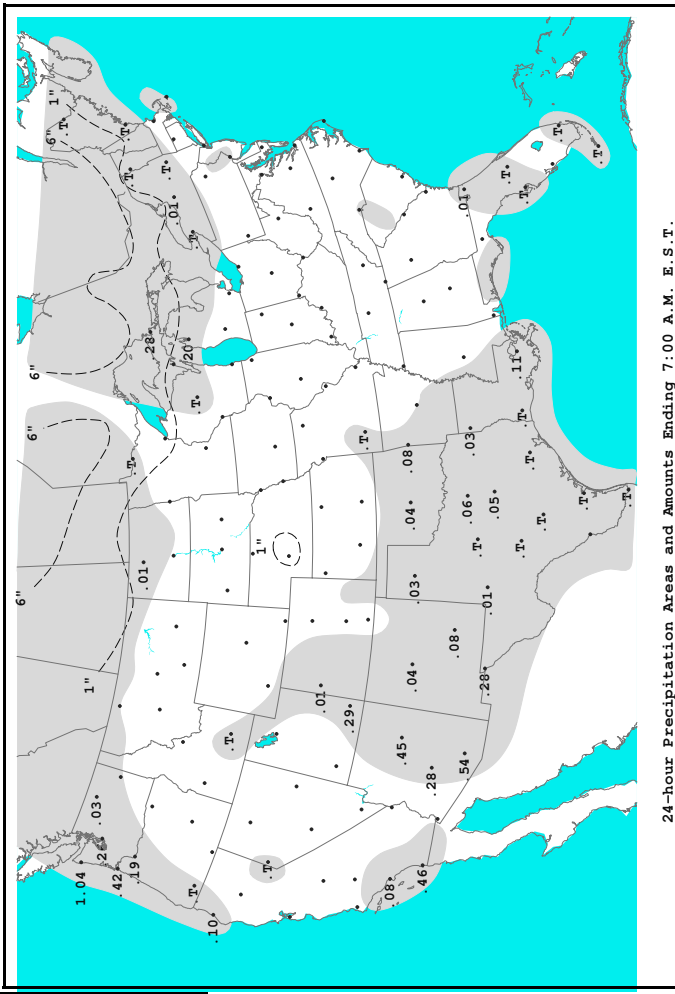 6"
6"
6"
6"
1"
.T
1.04
1"
.03
.2
.42
.T
.19
.T
.T
.01
.28
.T
.01
.T
.20
.T
.T
.10
.T
.T
1"
.01
.29
.T
.08
.45
.04
.03
.04
.08
.46
.28
.08
.54
.06
.03
.01
.28
.01
.T
.05
.T
.T
.11
.T
.T
.T
.T
.T
.T
.T
.T
24-hour Precipitation Areas and Amounts Ending 7:00 A.M. E.S.T.